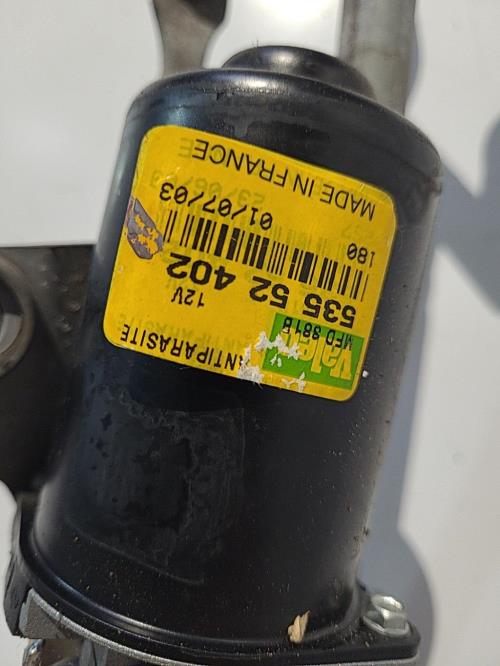 Valeo
ANTIPARASITE
MFD 381B
12V
535 52 402
180
01/07/03
MADE IN FRANCE